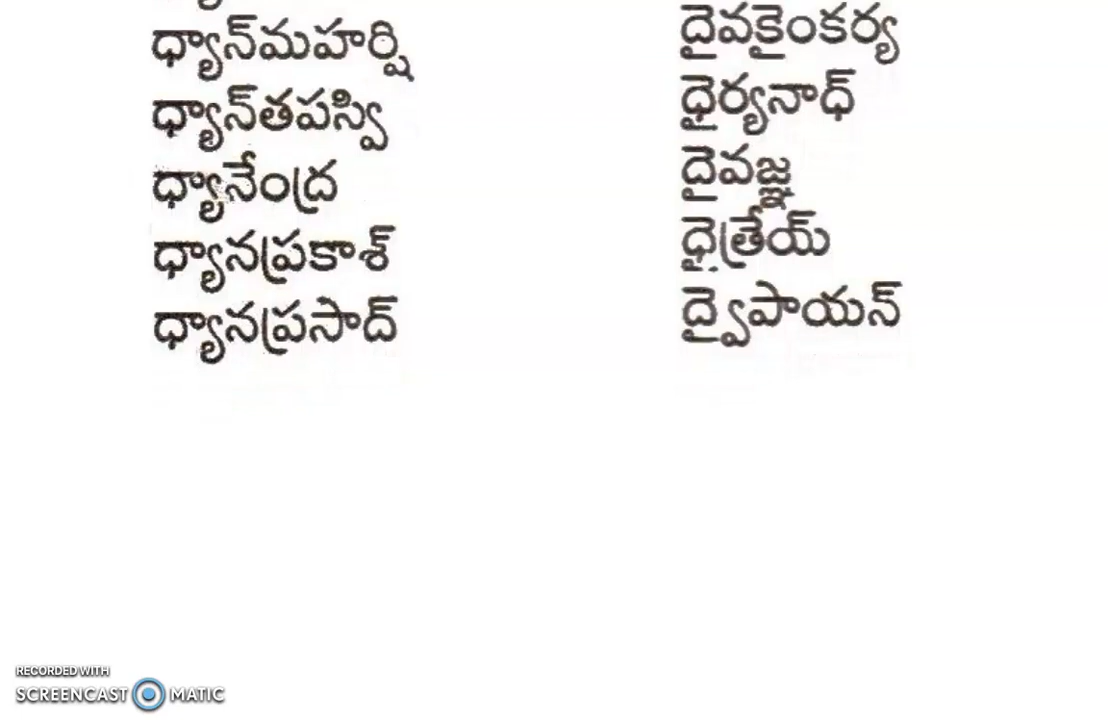 ధ్యాన్‌మహర్షి
ధ్యాన్‌తపస్వి
ధ్యానేంద్ర
ధ్యానప్రకాశ్
ధ్యానప్రసాద్
దైవకైంకర్య
ధైర్యనాధ్
దైవజ్ఞ
ధైత్రేయ్
ద్వైపాయన్
RECORDED WITH
SCREENCAST MATIC